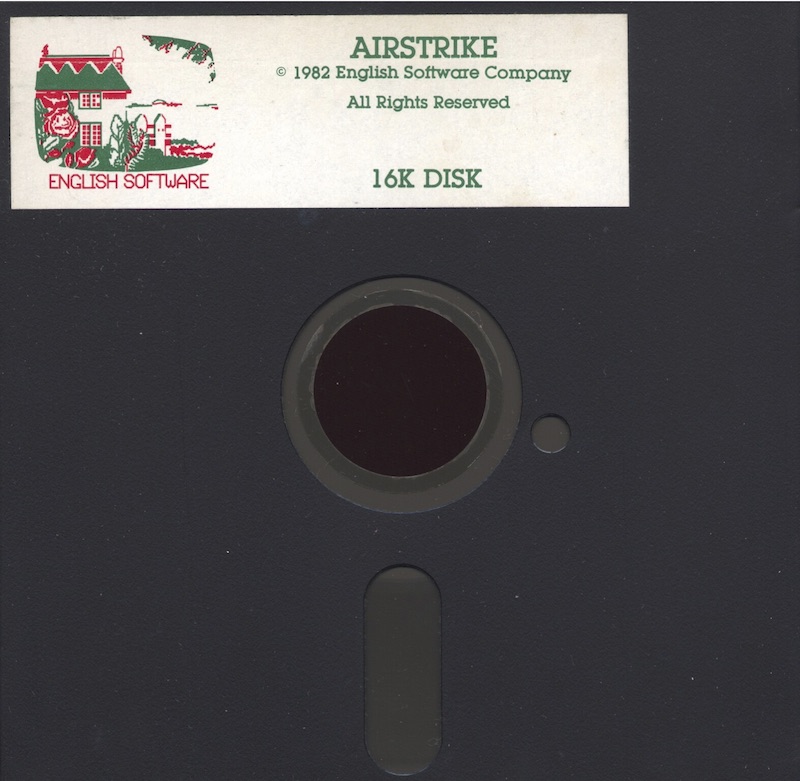 AIRSTRIKE
© 1982 English Software Company
All Rights Reserved
16K DISK
ENGLISH SOFTWARE